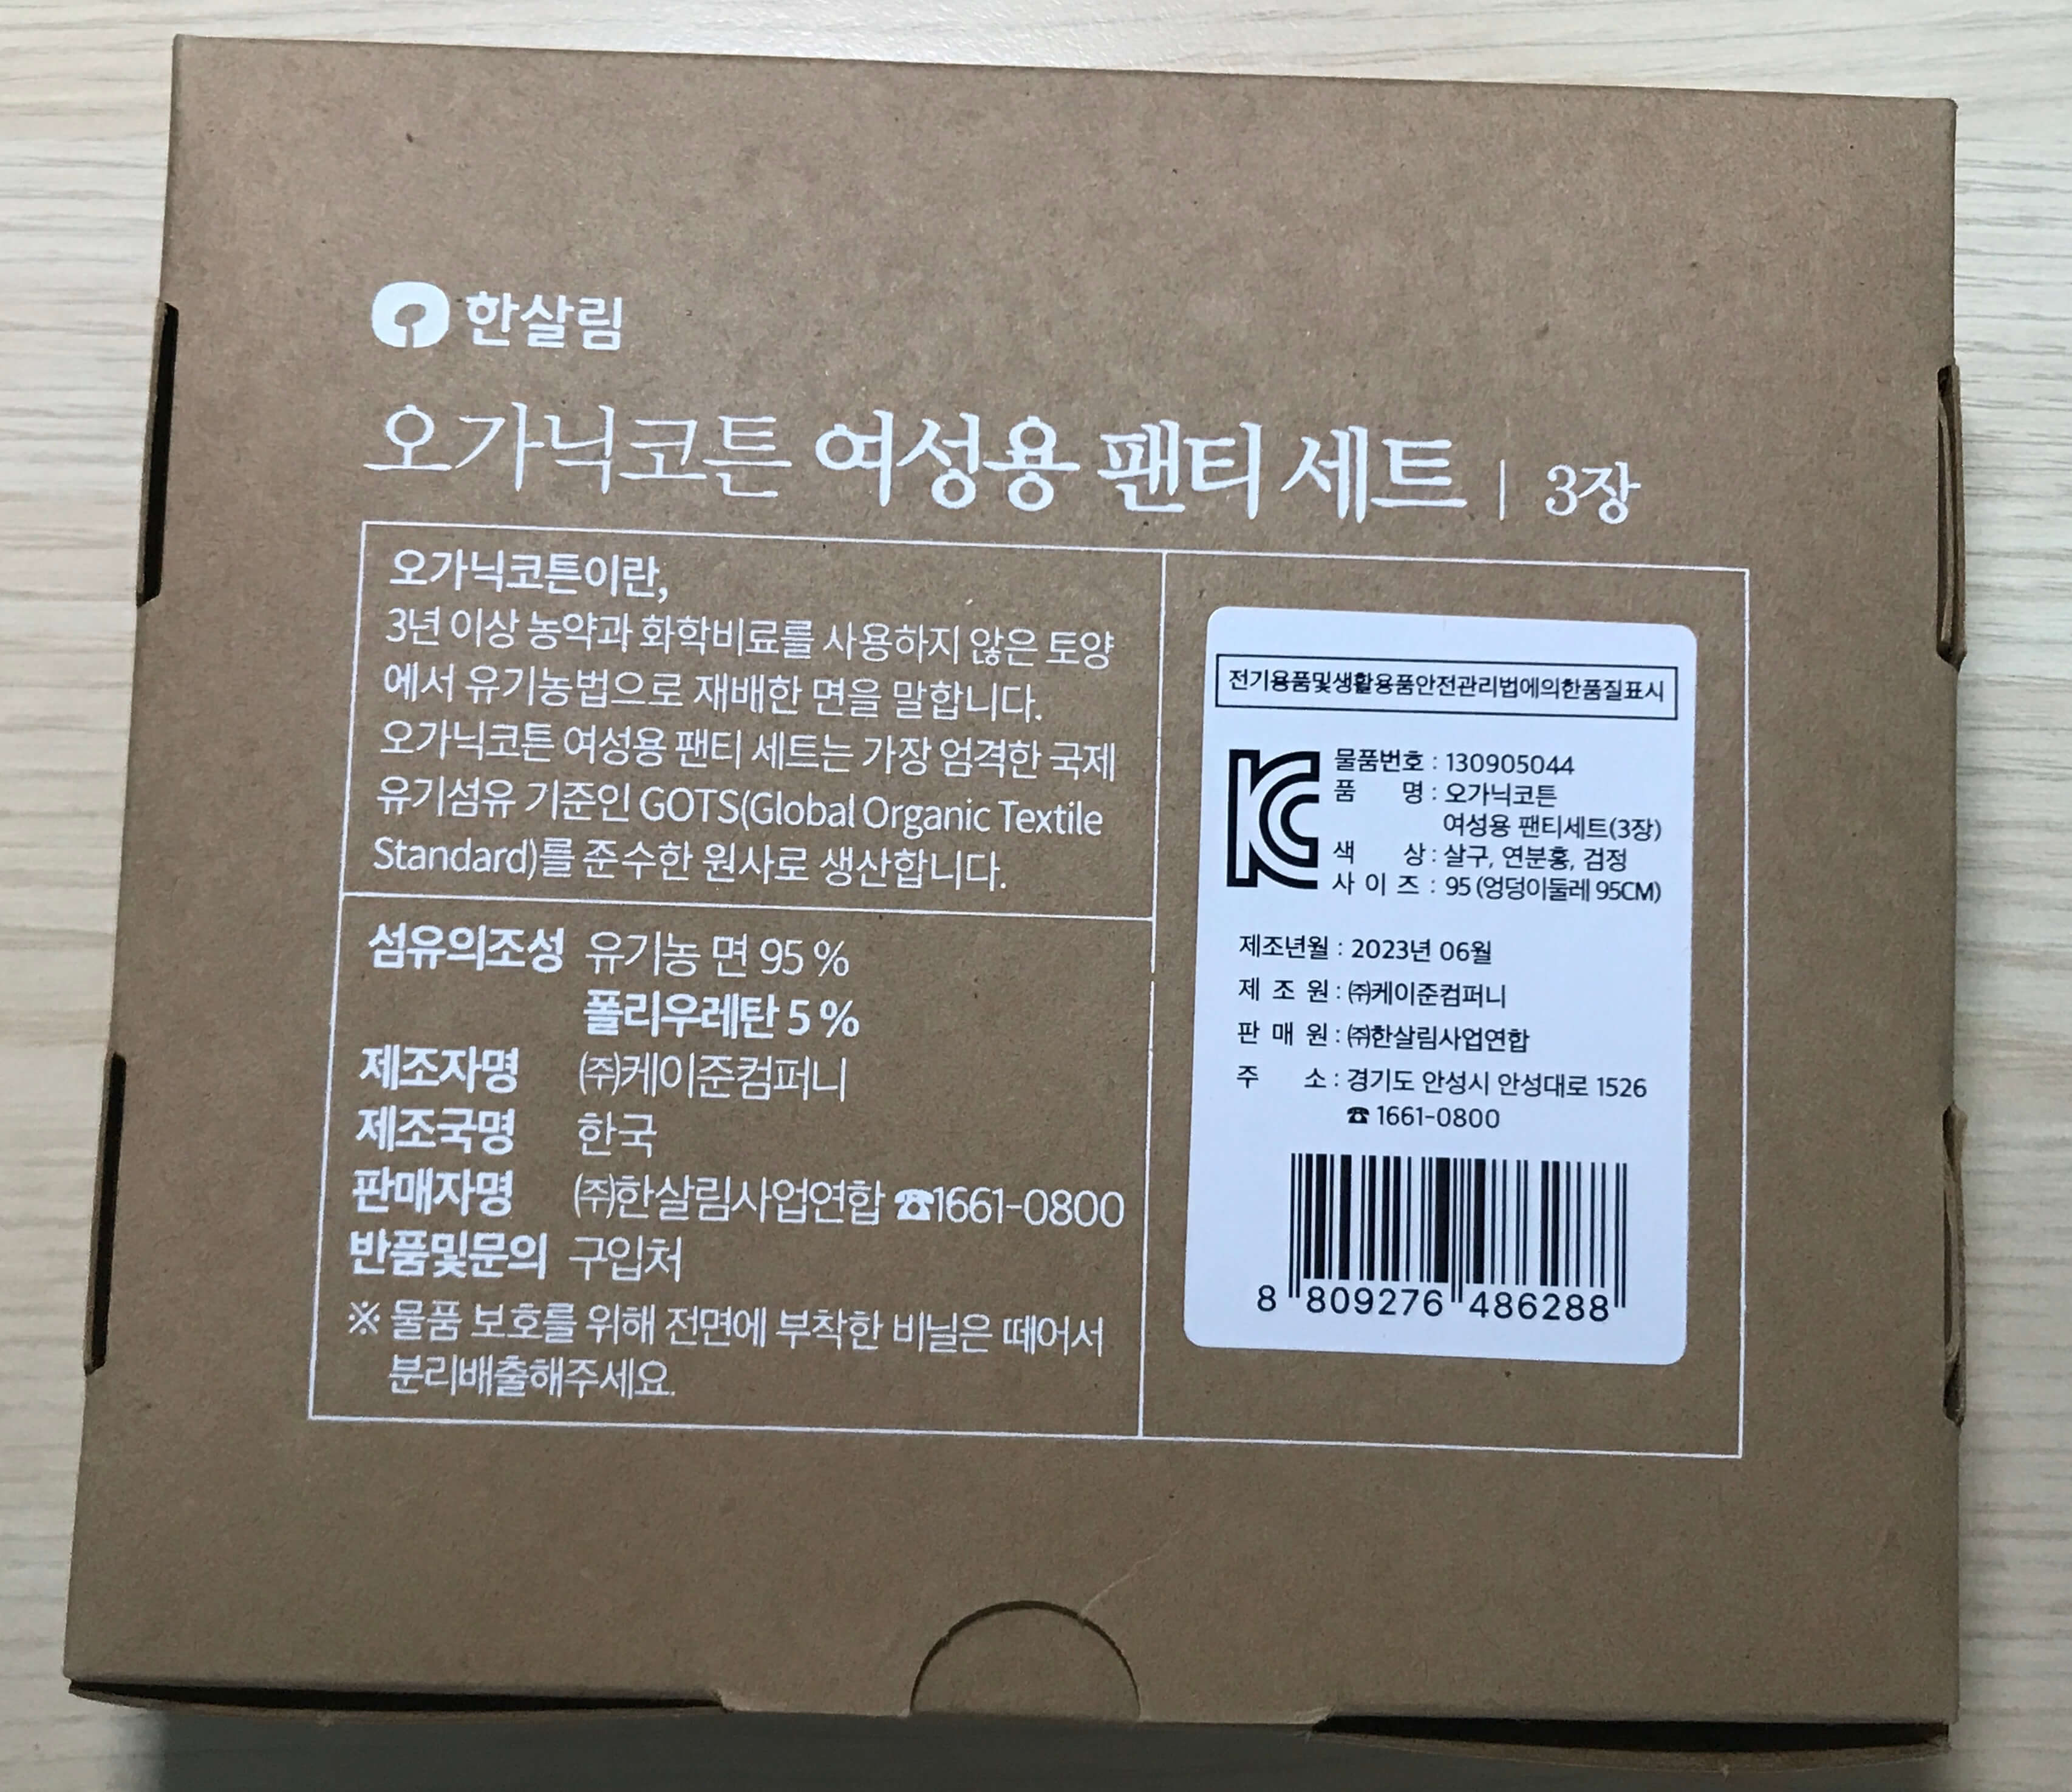 한살림
오가닉코튼 여성용 팬티 세트 | 3장
오가닉코튼이란,
3년 이상 농약과 화학비료를 사용하지 않은 토양
에서 유기농법으로 재배한 면을 말합니다.
오가닉코튼 여성용 팬티 세트는 가장 엄격한 국제
유기섬유 기준인 GOTS(Global Organic Textile
Standard)를 준수한 원사로 생산합니다.
섬유의조성 유기농 면 95 %
폴리우레탄 5 %
제조자명 ㈜케이준컴퍼니
제조국명 한국
판매자명 ㈜한살림사업연합 ☎1661-0800
반품및문의 구입처
※ 물품 보호를 위해 전면에 부착한 비닐은 떼어서
분리배출해주세요.
전기용품및생활용품안전관리법에의한품질표시
물품번호 : 130905044
품 명 : 오가닉코튼
여성용 팬티세트(3장)
색 상 : 살구, 연분홍, 검정
사 이 즈 : 95 (엉덩이둘레 95CM)
제조년월 : 2023년 06월
제 조 원 : ㈜케이준컴퍼니
판 매 원 : ㈜한살림사업연합
주 소 : 경기도 안성시 안성대로 1526
☎ 1661-0800
8 809276 486288